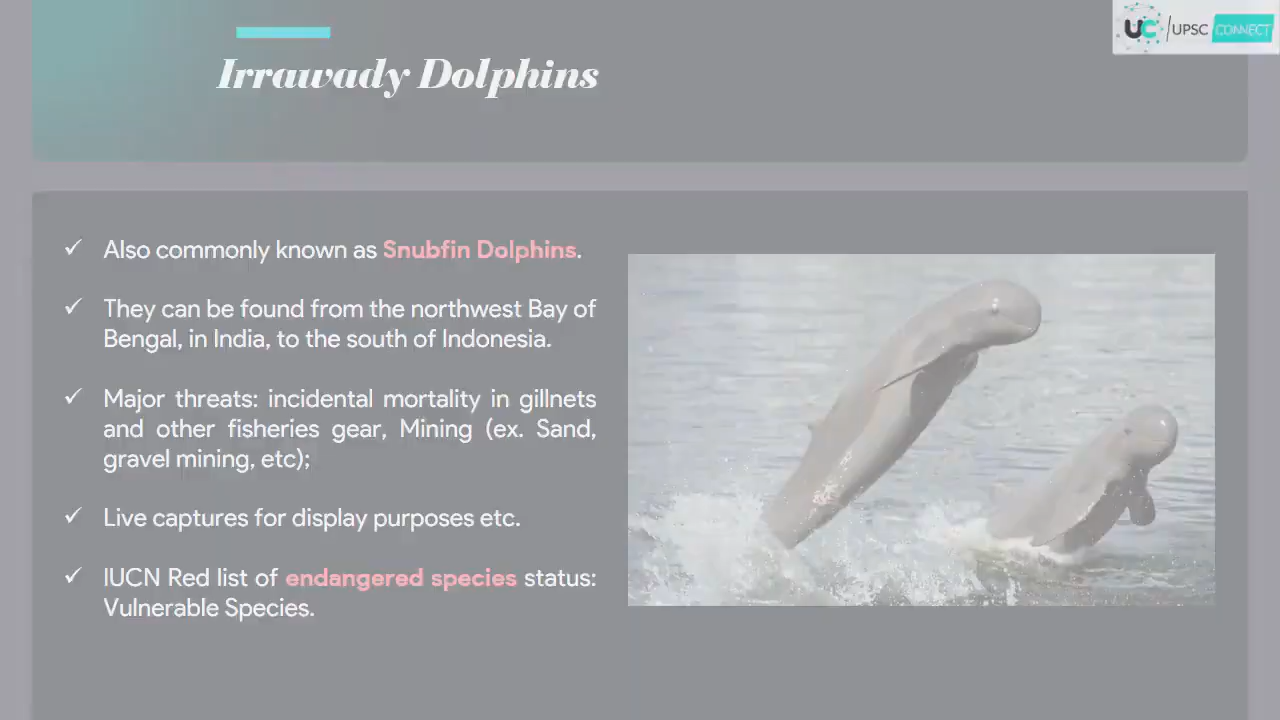 UC UPSC CONNECT
Irrawady Dolphins
✓ Also commonly known as Snubfin Dolphins.
✓ They can be found from the northwest Bay of
Bengal, in India, to the south of Indonesia.
✓ Major threats: incidental mortality in gillnets
and other fisheries gear, Mining (ex. Sand,
gravel mining, etc);
✓ Live captures for display purposes etc.
✓ IUCN Red list of endangered species status:
Vulnerable Species.